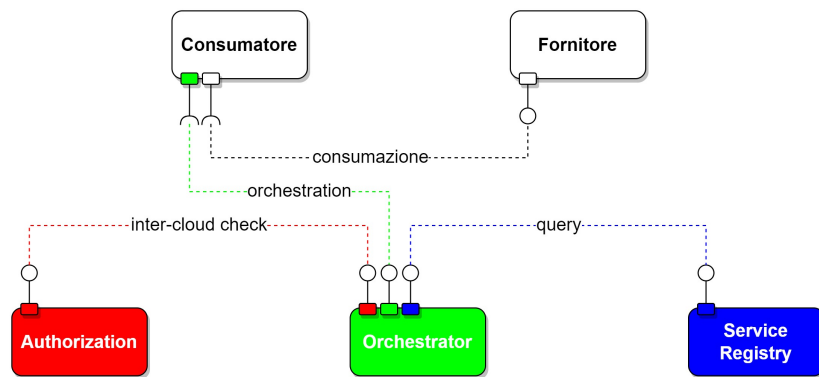 Consumatore
Fornitore
consumazione
orchestration
inter-cloud check
query
Authorization
Orchestrator
Service
Registry